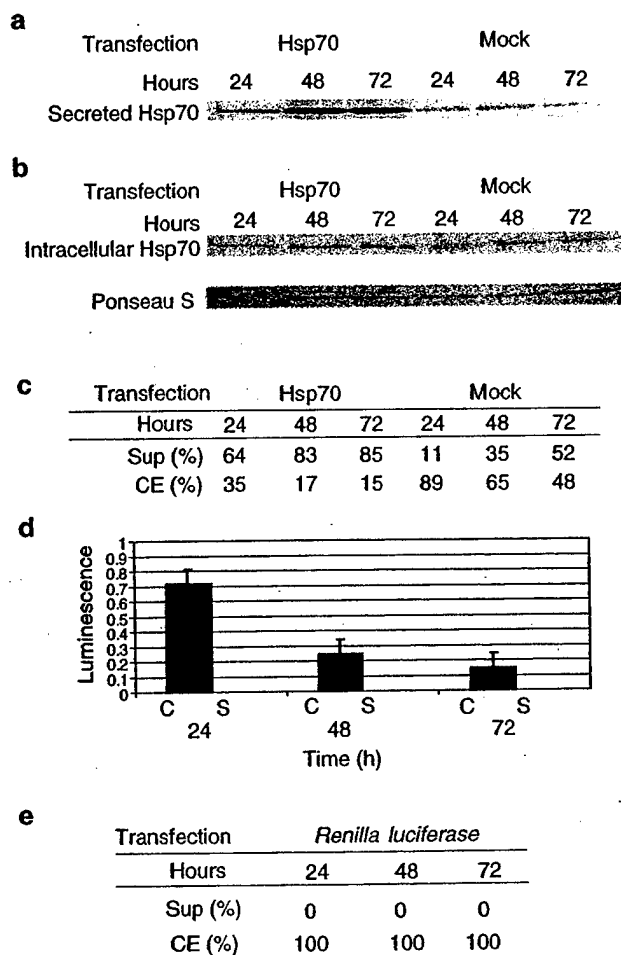 a
Transfection Hsp70 Mock
Hours 24 48 72 24 48 72
Secreted Hsp70
b
Transfection Hsp70 Mock
Hours 24 48 72 24 48 72
Intracellular Hsp70
Ponseau S
c
Transfection Hsp70 Mock
Hours 24 48 72 24 48 72
Sup (%) 64 83 85 11 35 52
CE (%) 35 17 15 89 65 48
d
Luminescence
1
0.9
0.8
0.7
0.6
0.5
0.4
0.3
0.2
0.1
0
C S C S C S
24 48 72
Time (h)
e
Transfection Renilla luciferase
Hours 24 48 72
Sup (%) 0 0 0
CE (%) 100 100 100